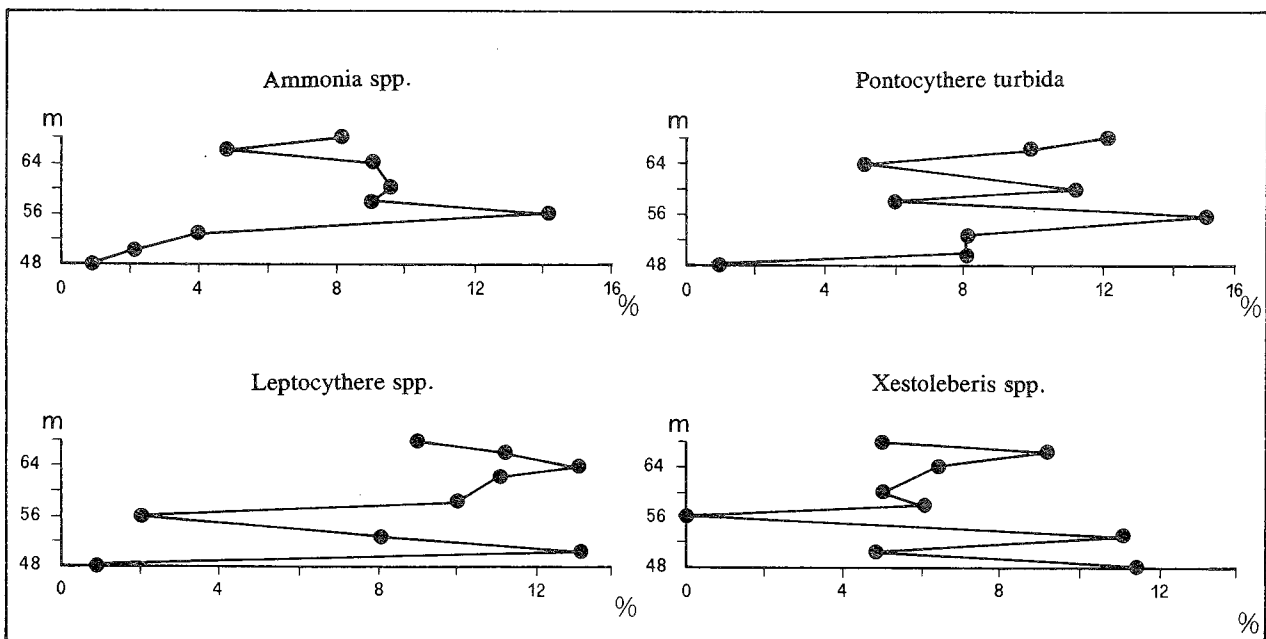 Ammonia spp.
m
64
56
48
0 4 8 12 16
%
Pontocythere turbida
m
64
56
48
0 4 8 12 16
%
Leptocythere spp.
m
64
56
48
0 4 8 12
%
Xestoleberis spp.
m
64
56
48
0 4 8 12
%